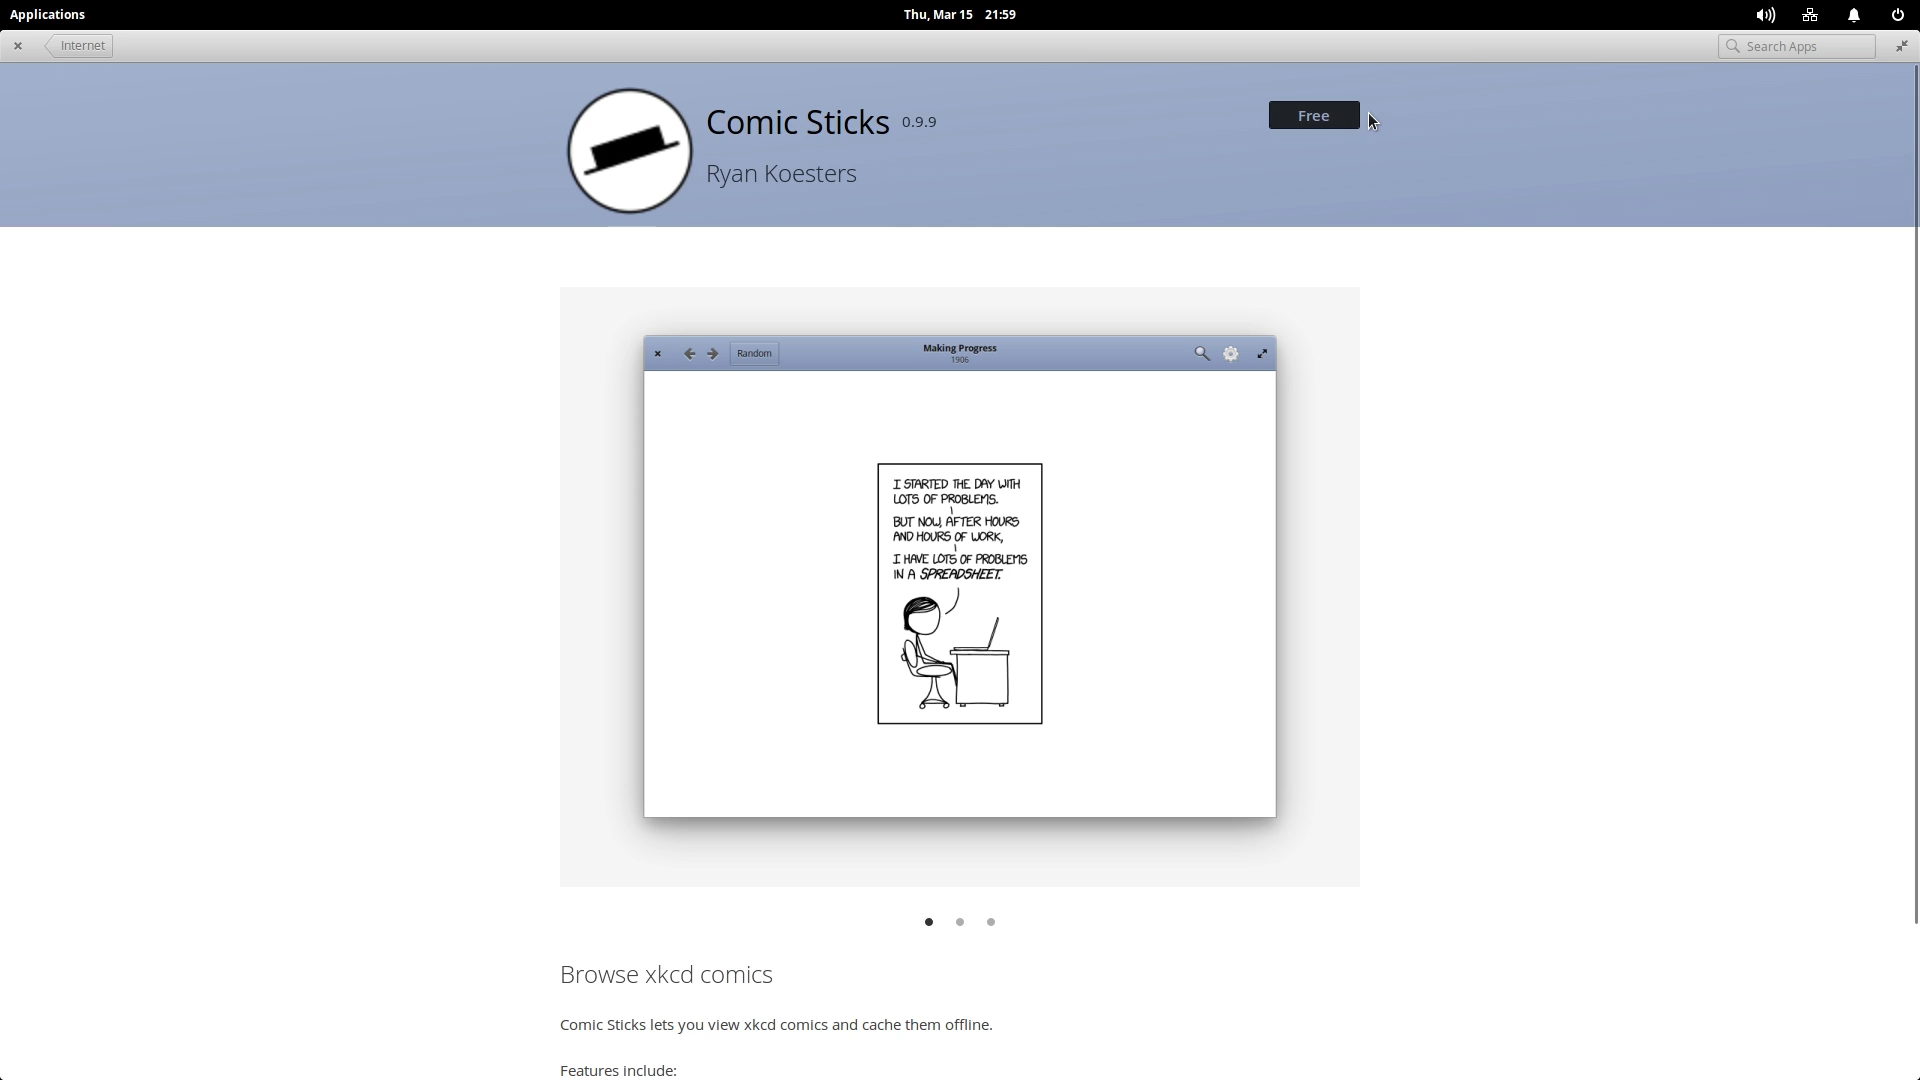 Applications
Thu, Mar 15 21:59
Internet
Search Apps
Comic Sticks 0.9.9
Free
Ryan Koesters
Random
Making Progress
1906
I STARTED THE DAY WITH
LOTS OF PROBLEMS.
BUT NOW, AFTER HOURS
AND HOURS OF WORK,
I HAVE LOTS OF PROBLEMS
IN A SPREADSHEET.
Browse xkcd comics
Comic Sticks lets you view xkcd comics and cache them offline.
Features include: